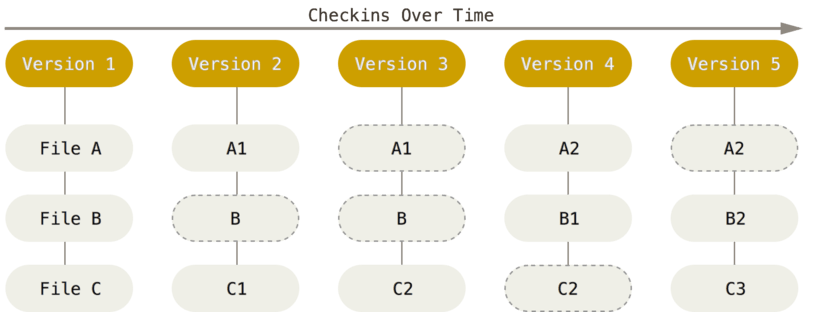 Checkins Over Time
Version 1 Version 2 Version 3 Version 4 Version 5
File A A1 A1 A2 A2
File B B B B1 B2
File C C1 C2 C2 C3